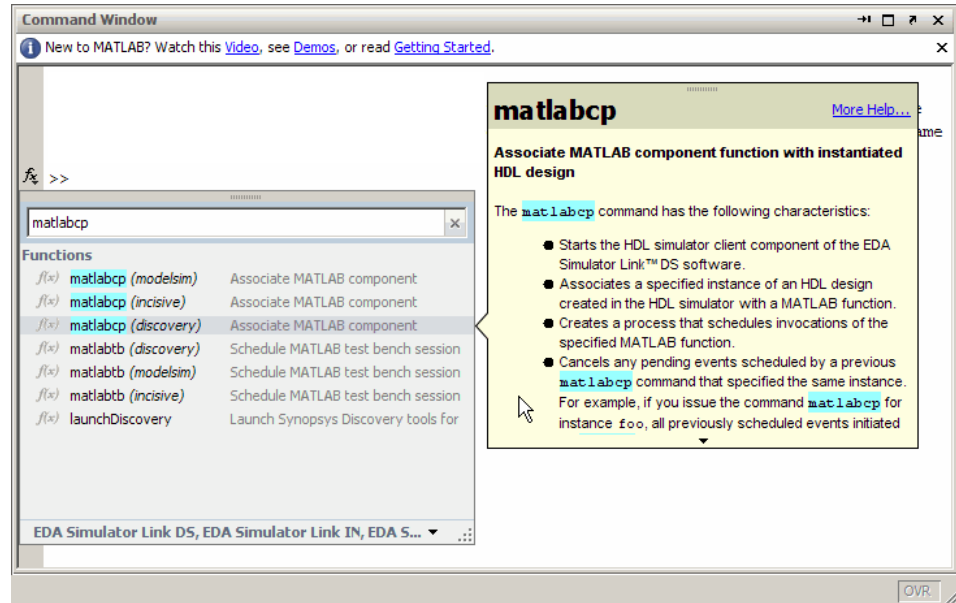 Command Window
New to MATLAB? Watch this Video, see Demos, or read Getting Started.
ame
fx >>
matlabcp
Functions
f(x) matlabcp (modelsim) Associate MATLAB component
f(x) matlabcp (incisive) Associate MATLAB component
f(x) matlabcp (discovery) Associate MATLAB component
f(x) matlabtb (discovery) Schedule MATLAB test bench session
f(x) matlabtb (modelsim) Schedule MATLAB test bench session
f(x) matlabtb (incisive) Schedule MATLAB test bench session
f(x) launchDiscovery Launch Synopsys Discovery tools for
EDA Simulator Link DS, EDA Simulator Link IN, EDA S...
matlabcp More Help...
Associate MATLAB component function with instantiated
HDL design
The matlabcp command has the following characteristics:
● Starts the HDL simulator client component of the EDA
Simulator Link™ DS software.
● Associates a specified instance of an HDL design
created in the HDL simulator with a MATLAB function.
● Creates a process that schedules invocations of the
specified MATLAB function.
● Cancels any pending events scheduled by a previous
matlabcp command that specified the same instance.
For example, if you issue the command matlabcp for
instance foo, all previously scheduled events initiated
OVR